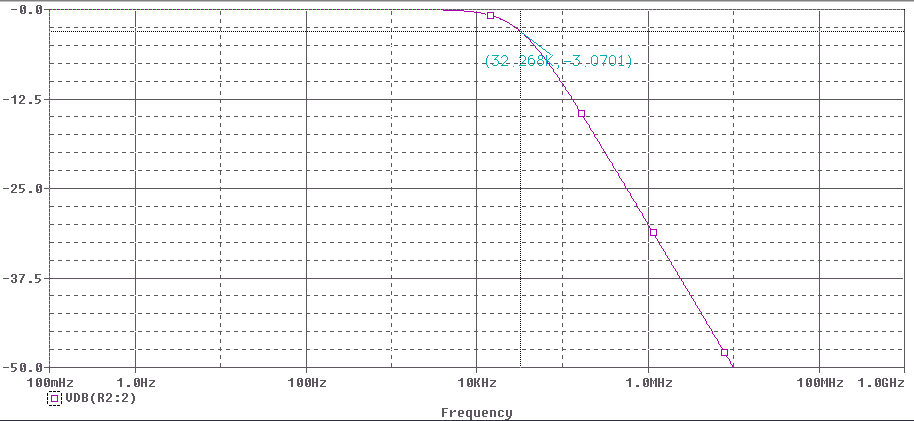 -0.0
(32.268K,-3.0701)
-12.5
-25.0
-37.5
-50.0
100mHz 1.0Hz 100Hz 10KHz 1.0MHz 100MHz 1.0GHz
VDB(R2:2)
Frequency